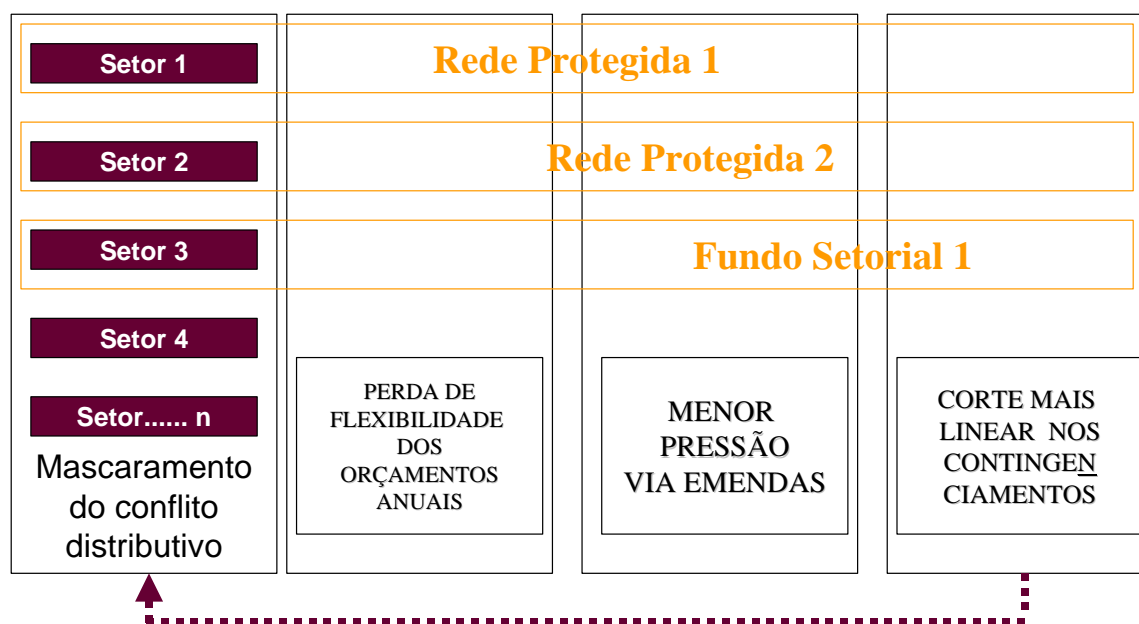 Setor 1
Rede Protegida 1
Setor 2
Rede Protegida 2
Setor 3
Fundo Setorial 1
Setor 4
Setor...... n
Mascaramento
do conflito
distributivo
PERDA DE
FLEXIBILIDADE
DOS
ORÇAMENTOS
ANUAIS
MENOR
PRESSÃO
VIA EMENDAS
CORTE MAIS
LINEAR NOS
CONTINGEN
CIAMENTOS